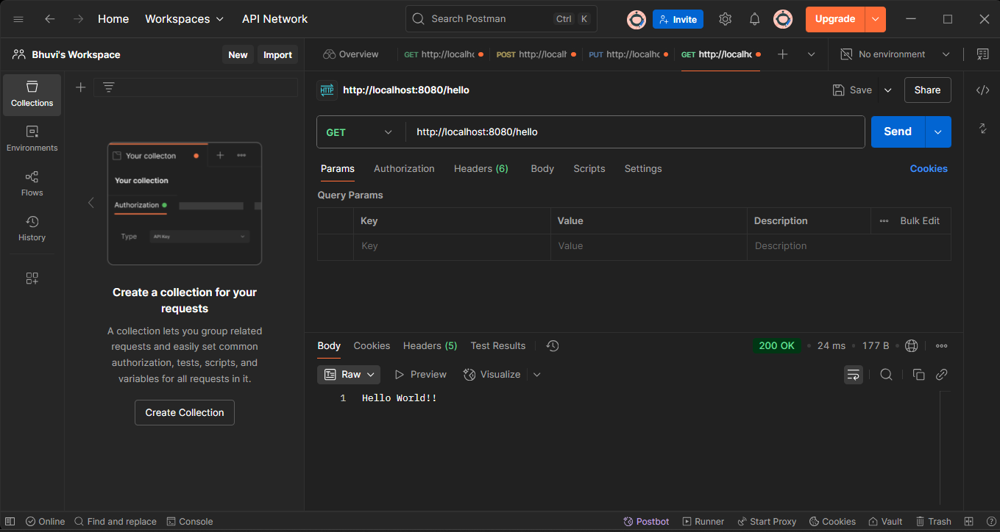 Home Workspaces API Network Search Postman Ctrl K Invite Upgrade
Bhuvi's Workspace New Import Overview GET http://localhc POST http://localh PUT http://localhc GET http://localhc No environment
Collections
Environments
Flows
History
Your collecton
Your collection
Authorization
Type API Key
Create a collection for your
requests
A collection lets you group related
requests and easily set common
authorization, tests, scripts, and
variables for all requests in it.
Create Collection
HTTP http://localhost:8080/hello Save Share
GET http://localhost:8080/hello Send
Params Authorization Headers (6) Body Scripts Settings Cookies
Query Params
Key Value Description Bulk Edit
Key Value Description
Body Cookies Headers (5) Test Results 200 OK 24 ms 177 B
Raw Preview Visualize
1 Hello World!!
Online Find and replace Console Postbot Runner Start Proxy Cookies Vault Trash